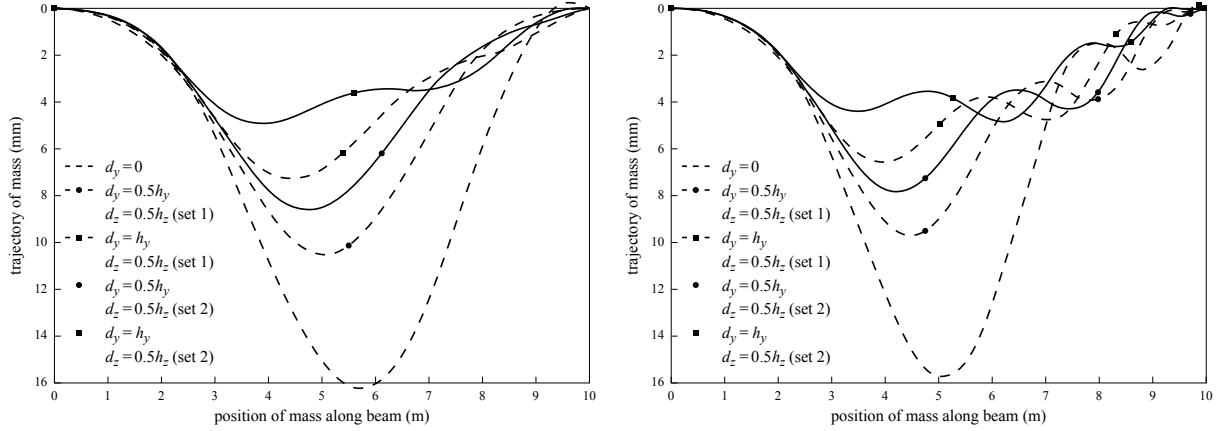 0
2
4
6
8
10
12
14
16
trajectory of mass (mm)
d_y = 0
d_y = 0.5h_y
d_z = 0.5h_z (set 1)
d_y = h_y
d_z = 0.5h_z (set 1)
d_y = 0.5h_y
d_z = 0.5h_z (set 2)
d_y = h_y
d_z = 0.5h_z (set 2)
0 1 2 3 4 5 6 7 8 9 10
position of mass along beam (m)
0
2
4
6
8
10
12
14
16
trajectory of mass (mm)
d_y = 0
d_y = 0.5h_y
d_z = 0.5h_z (set 1)
d_y = h_y
d_z = 0.5h_z (set 1)
d_y = 0.5h_y
d_z = 0.5h_z (set 2)
d_y = h_y
d_z = 0.5h_z (set 2)
0 1 2 3 4 5 6 7 8 9 10
position of mass along beam (m)